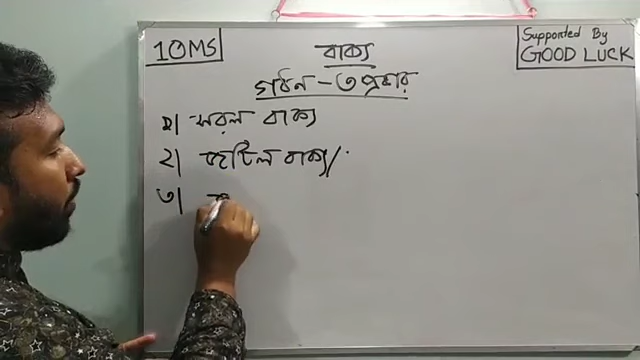 10MS
Supported By
GOOD LUCK
বাক্য
গঠন - ৩ প্রকার
১| সরল বাক্য
২| জটিল বাক্য/
৩|